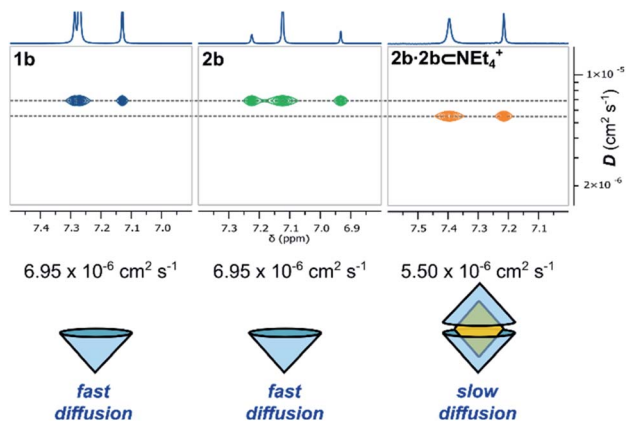 1b
2b
2b·2b⊂NEt₄⁺
1×10⁻⁵
D (cm² s⁻¹)
2×10⁻⁶
7.4 7.3 7.2 7.1 7.0
7.3 7.2 7.1 7.0 6.9
7.5 7.4 7.3 7.2 7.1
δ (ppm)
6.95 x 10⁻⁶ cm² s⁻¹
6.95 x 10⁻⁶ cm² s⁻¹
5.50 x 10⁻⁶ cm² s⁻¹
fast
diffusion
fast
diffusion
slow
diffusion